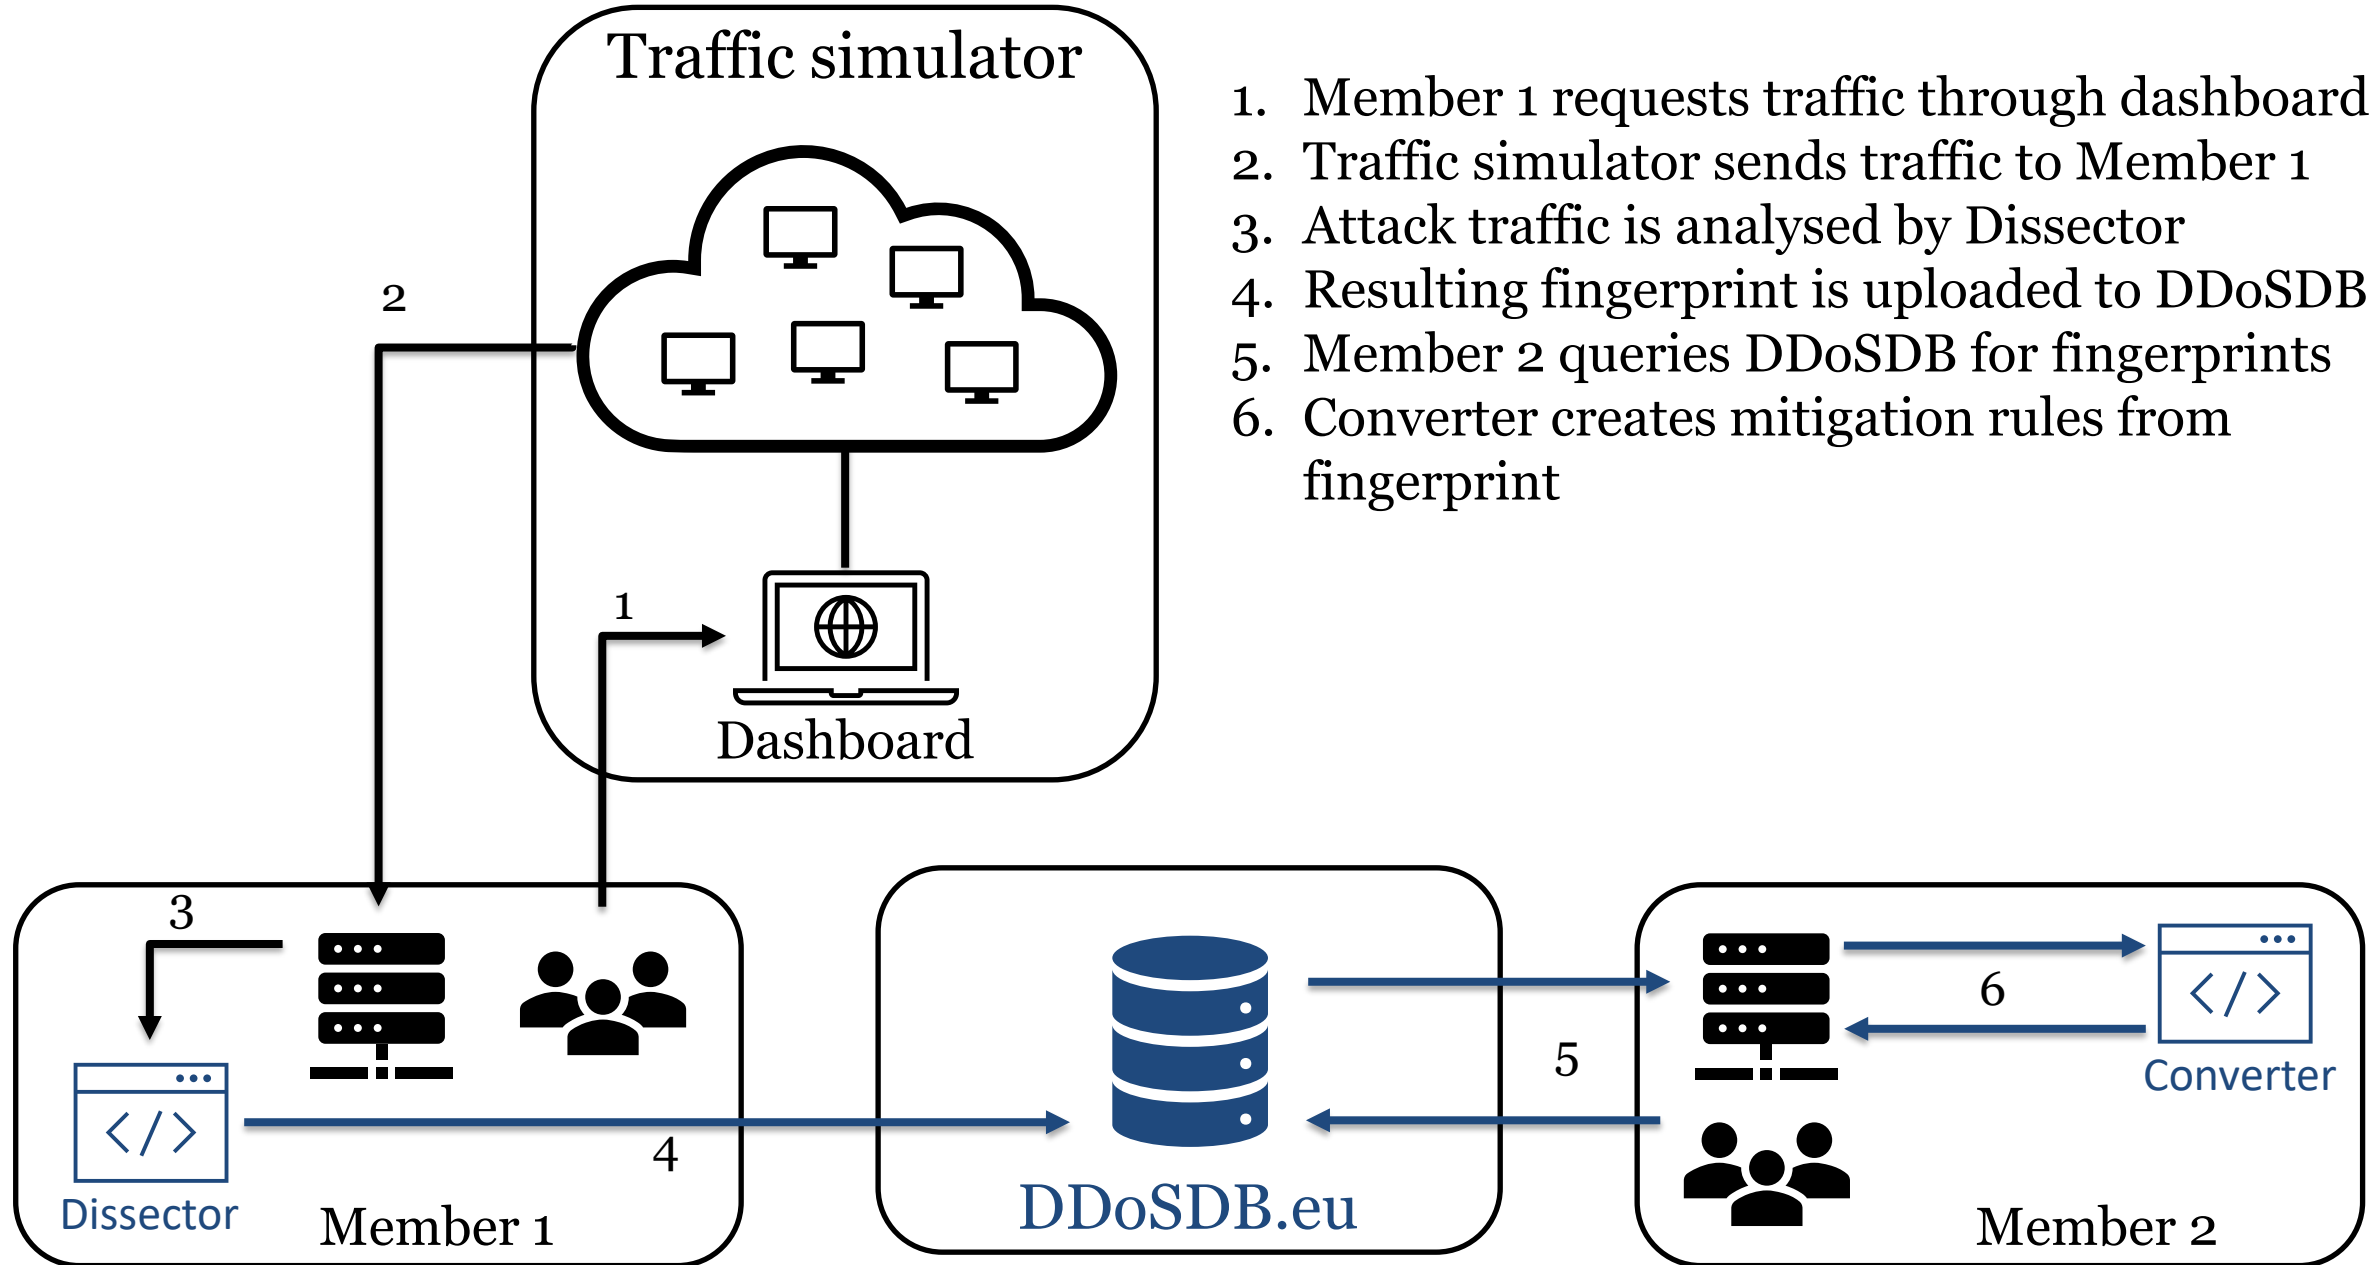 Traffic simulator
1. Member 1 requests traffic through dashboard
2. Traffic simulator sends traffic to Member 1
3. Attack traffic is analysed by Dissector
4. Resulting fingerprint is uploaded to DDoSDB
5. Member 2 queries DDoSDB for fingerprints
6. Converter creates mitigation rules from
fingerprint
2
1
Dashboard
3
6
5
Converter
4
Dissector
Member 1
DDoSDB.eu
Member 2